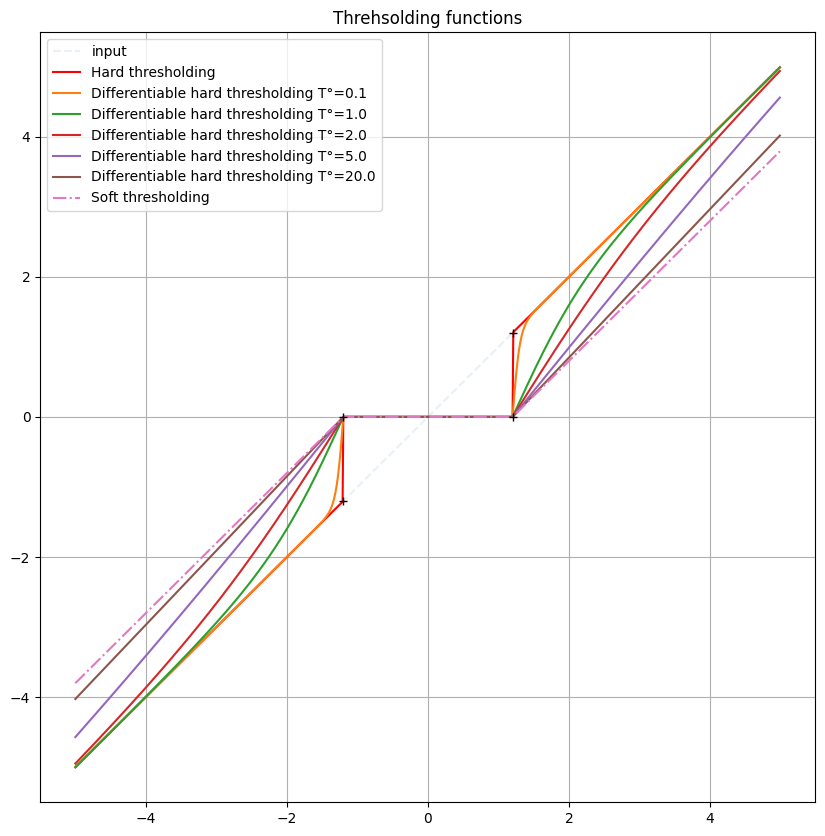 Threhsolding functions
input
Hard thresholding
Differentiable hard thresholding T°=0.1
Differentiable hard thresholding T°=1.0
Differentiable hard thresholding T°=2.0
Differentiable hard thresholding T°=5.0
Differentiable hard thresholding T°=20.0
Soft thresholding
4
2
0
−2
−4
−4 −2 0 2 4